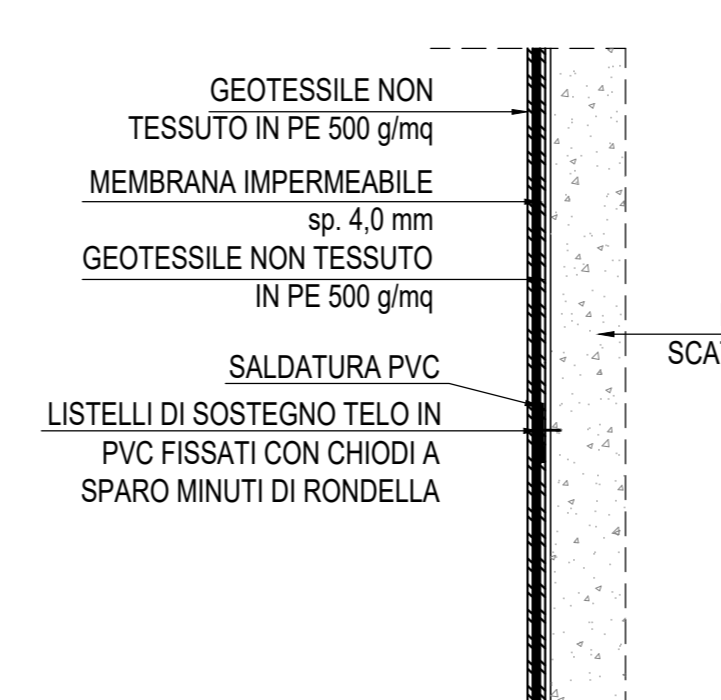 GEOTESSILE NON
TESSUTO IN PE 500 g/mq
MEMBRANA IMPERMEABILE
sp. 4,0 mm
GEOTESSILE NON TESSUTO
IN PE 500 g/mq
SALDATURA PVC
LISTELLI DI SOSTEGNO TELO IN
PVC FISSATI CON CHIODI A
SPARO MINUTI DI RONDELLA